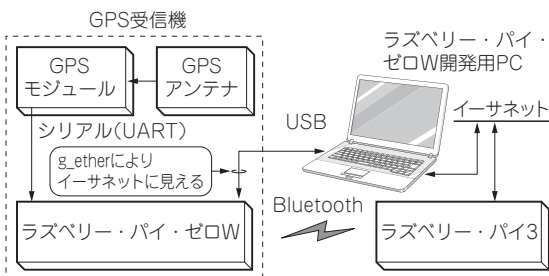 GPS受信機
GPS
モジュール
GPS
アンテナ
シリアル(UART)
g_etherにより
イーサネットに見える
ラズベリー・パイ・ゼロW
USB
Bluetooth
ラズベリー・パイ・
ゼロW開発用PC
イーサネット
ラズベリー・パイ3